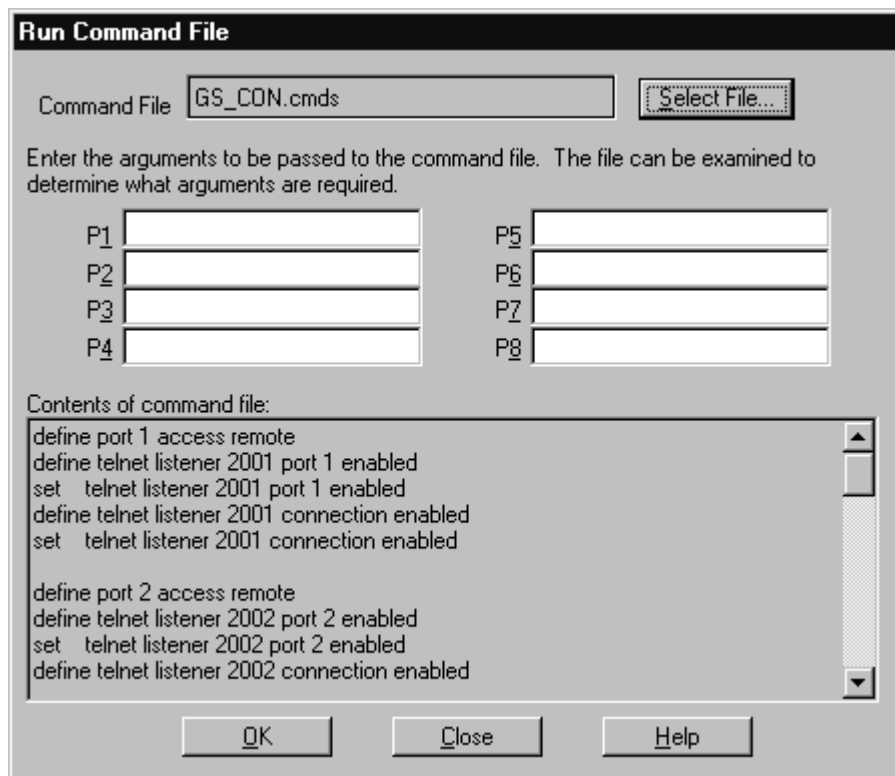 Run Command File
Command File GS_CON.cmds Select File...
Enter the arguments to be passed to the command file. The file can be examined to
determine what arguments are required.
P1 P5
P2 P6
P3 P7
P4 P8
Contents of command file:
define port 1 access remote
define telnet listener 2001 port 1 enabled
set telnet listener 2001 port 1 enabled
define telnet listener 2001 connection enabled
set telnet listener 2001 connection enabled
define port 2 access remote
define telnet listener 2002 port 2 enabled
set telnet listener 2002 port 2 enabled
define telnet listener 2002 connection enabled
OK Close Help